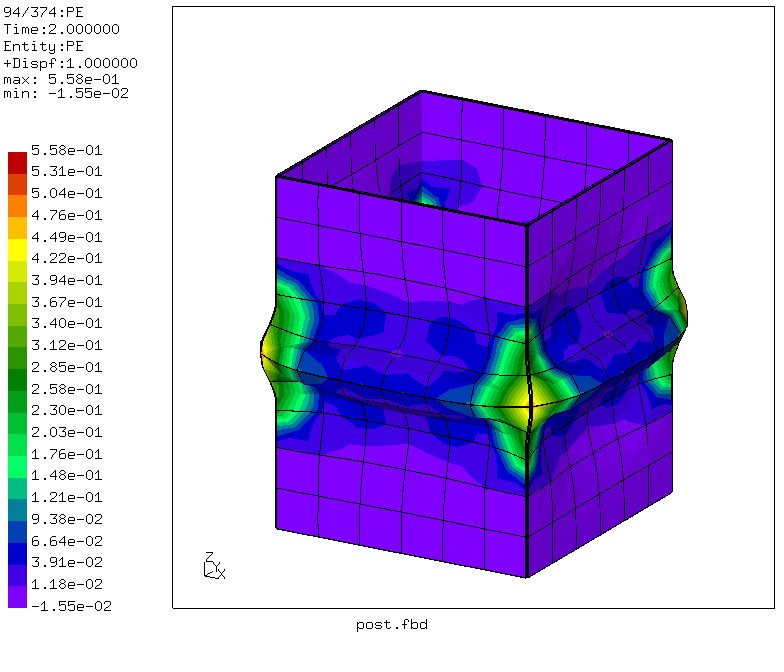 94/374:PE
Time:2.000000
Entity:PE
+Dispf:1.000000
max: 5.58e-01
min: -1.55e-02
5.58e-01
5.31e-01
5.04e-01
4.76e-01
4.49e-01
4.22e-01
3.94e-01
3.67e-01
3.40e-01
3.12e-01
2.85e-01
2.58e-01
2.30e-01
2.03e-01
1.76e-01
1.48e-01
1.21e-01
9.38e-02
6.64e-02
3.91e-02
1.18e-02
-1.55e-02
Z
Y
X
post.fbd